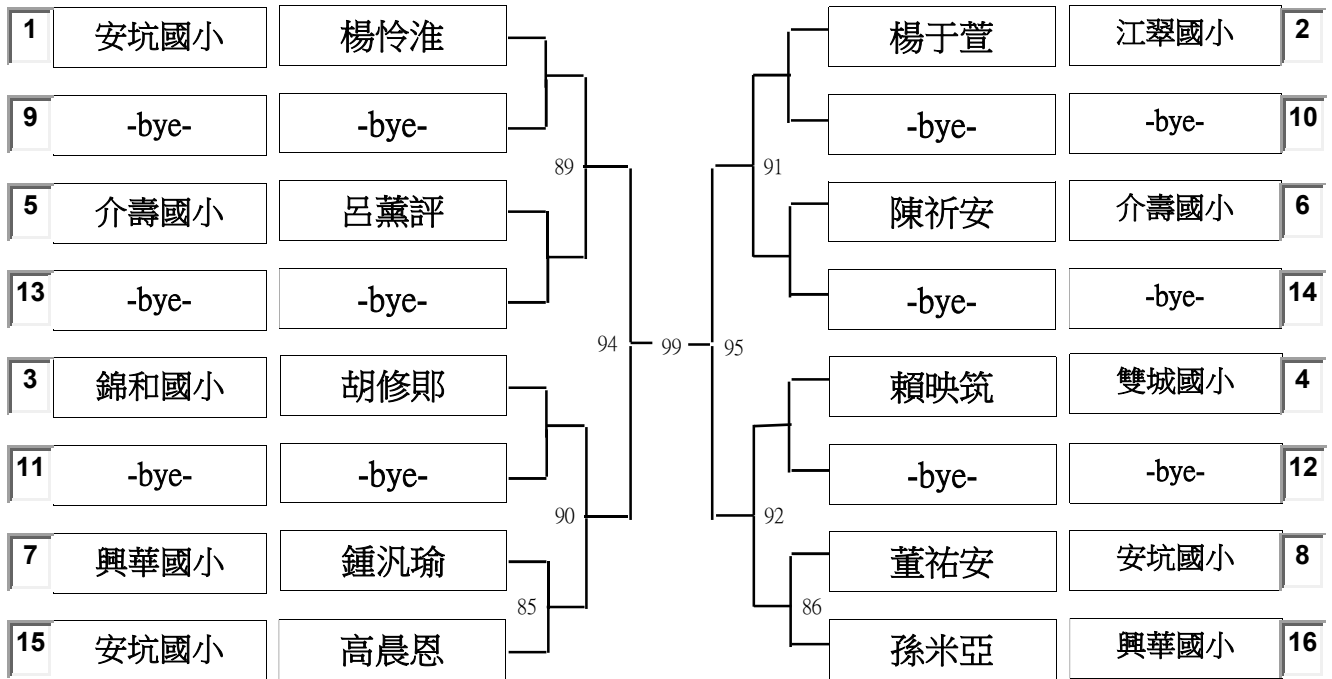 1 安坑國小 楊怜淮 楊于萱 江翠國小 2
9 -bye- -bye- -bye- -bye- 10
89 91
5 介壽國小 呂薰評 陳祈安 介壽國小 6
13 -bye- -bye- -bye- -bye- 14
94 99 95
3 錦和國小 胡修郥 賴映筑 雙城國小 4
11 -bye- -bye- -bye- -bye- 12
90 92
7 興華國小 鍾汎瑜 董祐安 安坑國小 8
85 86
15 安坑國小 高晨恩 孫米亞 興華國小 16